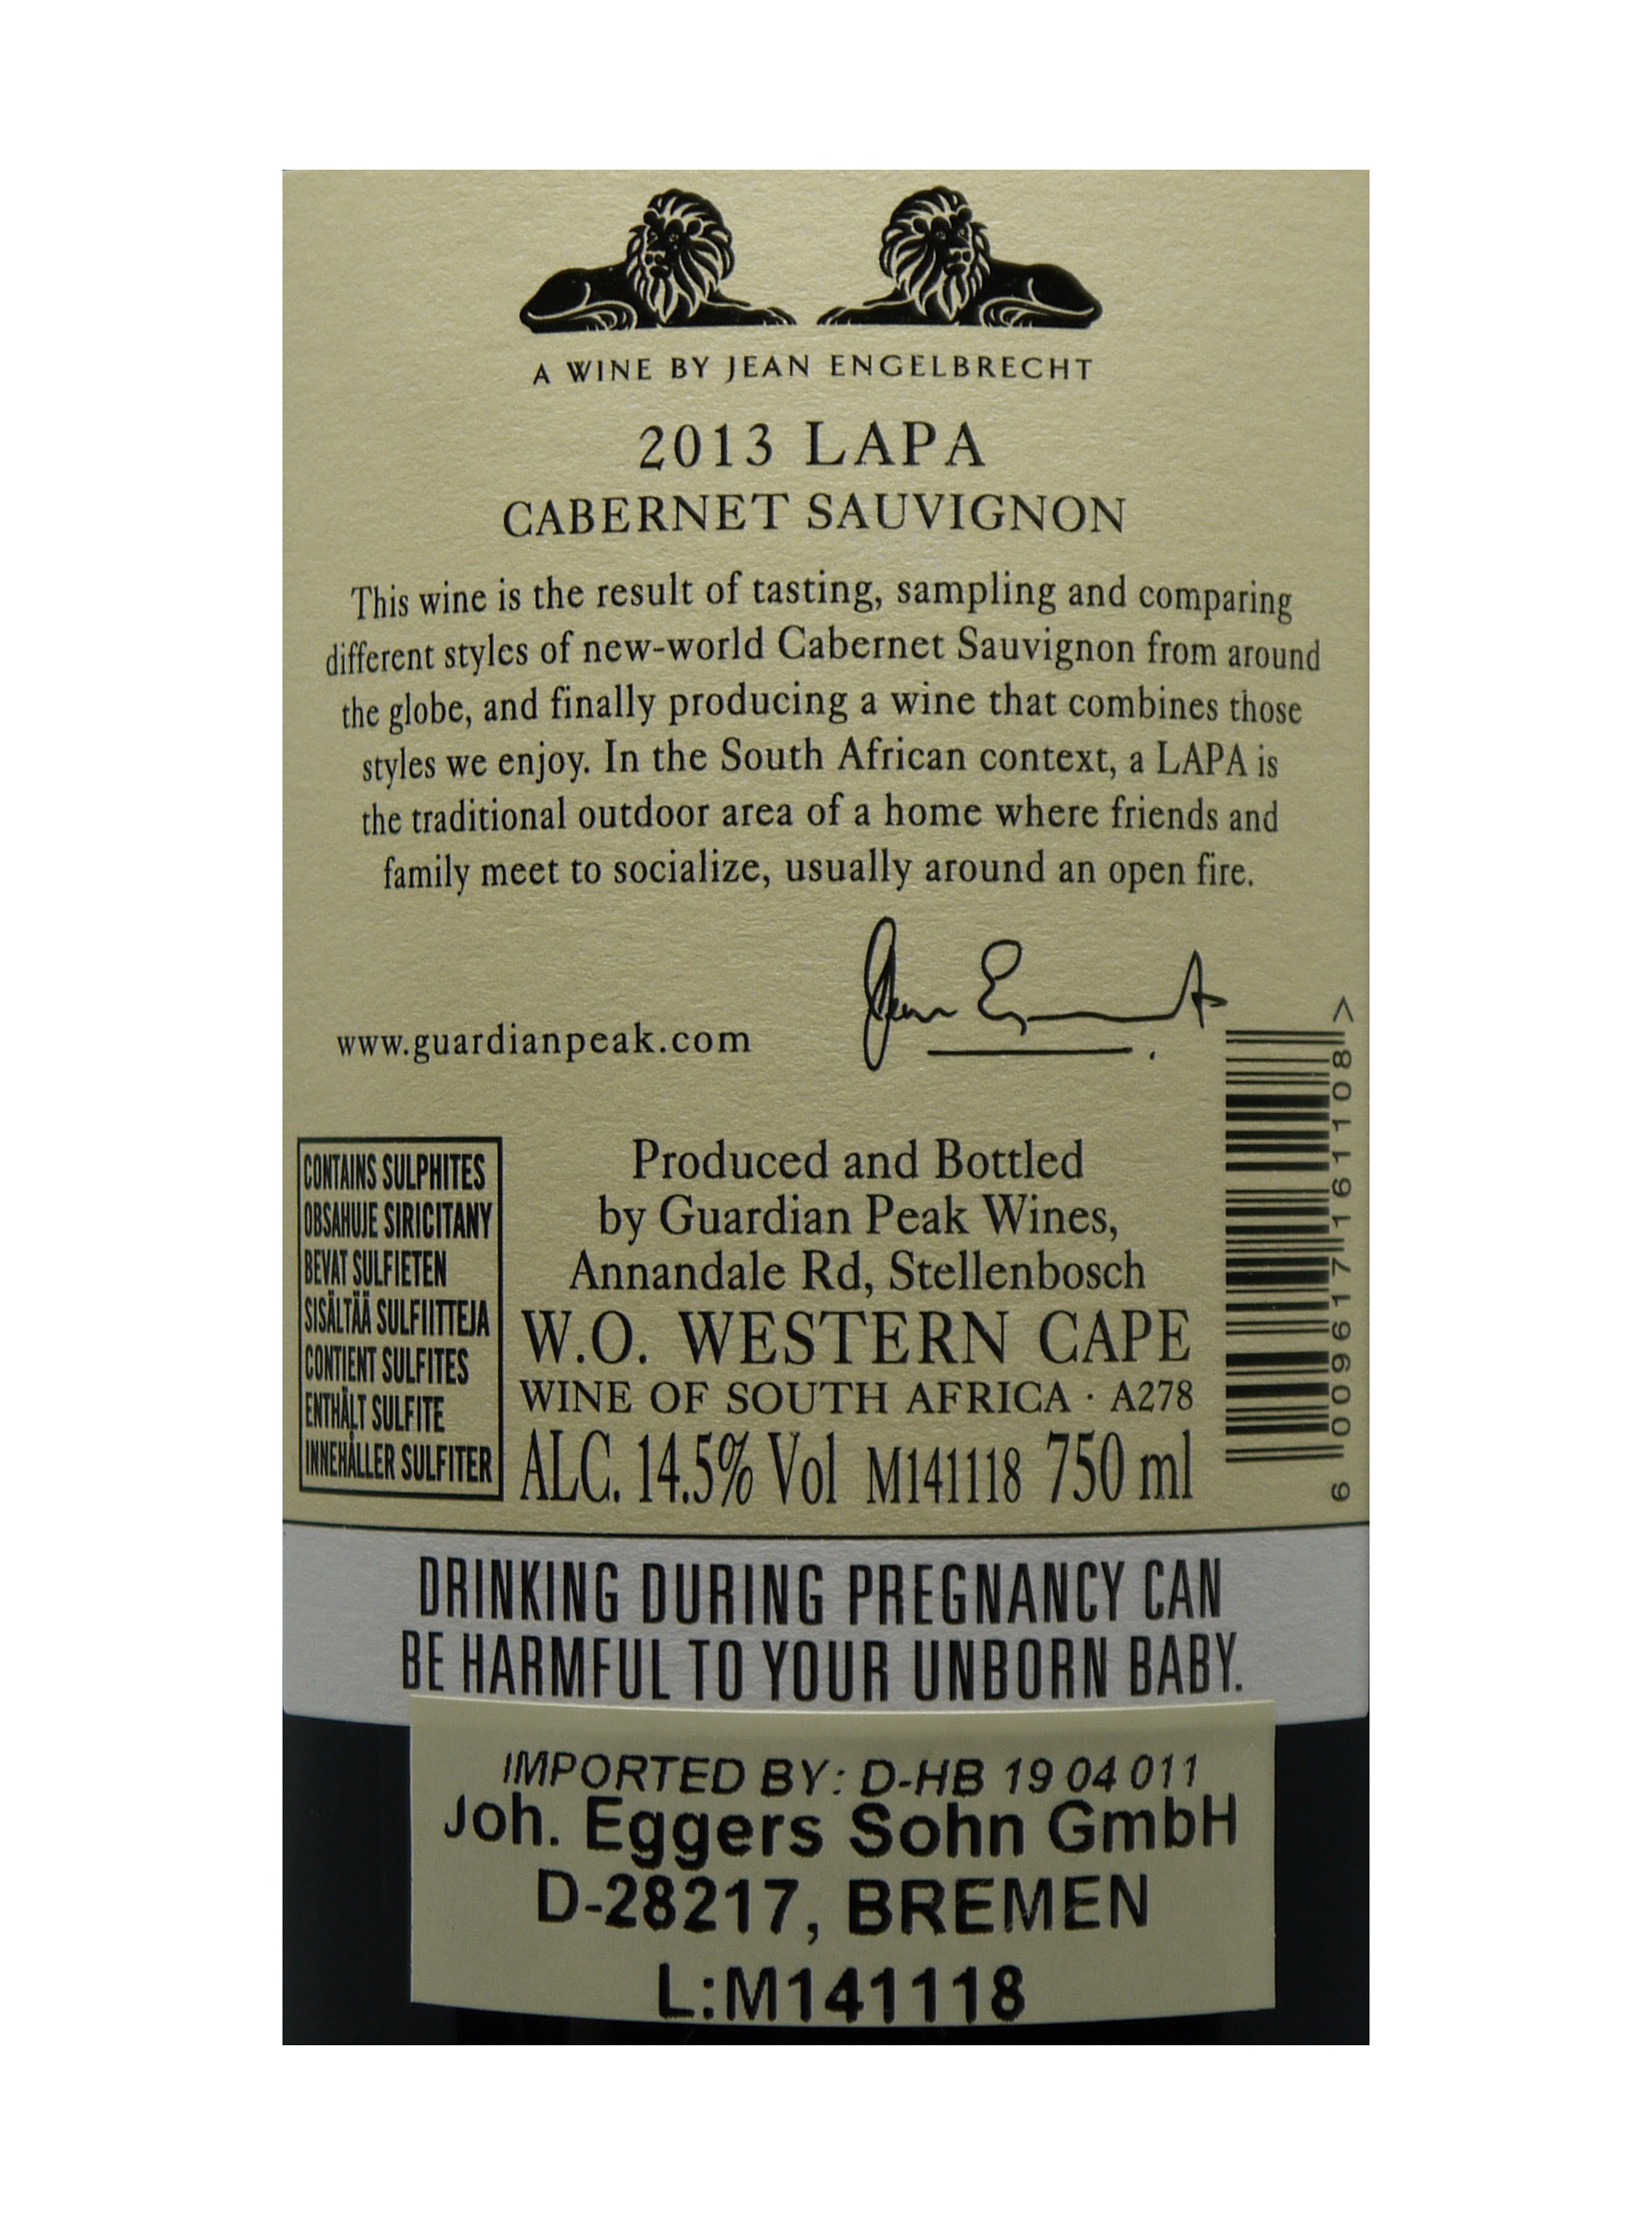 A WINE BY JEAN ENGELBRECHT
2013 LAPA
CABERNET SAUVIGNON
This wine is the result of tasting, sampling and comparing
different styles of new-world Cabernet Sauvignon from around
the globe, and finally producing a wine that combines those
styles we enjoy. In the South African context, a LAPA is
the traditional outdoor area of a home where friends and
family meet to socialize, usually around an open fire.
www.guardianpeak.com
CONTAINS SULPHITES
OBSAHUJE SIRICITANY
BEVAT SULFIETEN
SISÄLTÄÄ SULFIITTEJA
CONTIENT SULFITES
ENTHÄLT SULFITE
INNEHÅLLER SULFITER
Produced and Bottled
by Guardian Peak Wines,
Annandale Rd, Stellenbosch
W.O. WESTERN CAPE
WINE OF SOUTH AFRICA · A278
ALC. 14.5% Vol M141118 750 ml
6 009617 161108 >
DRINKING DURING PREGNANCY CAN
BE HARMFUL TO YOUR UNBORN BABY.
IMPORTED BY: D-HB 19 04 011
Joh. Eggers Sohn GmbH
D-28217, BREMEN
L:M141118